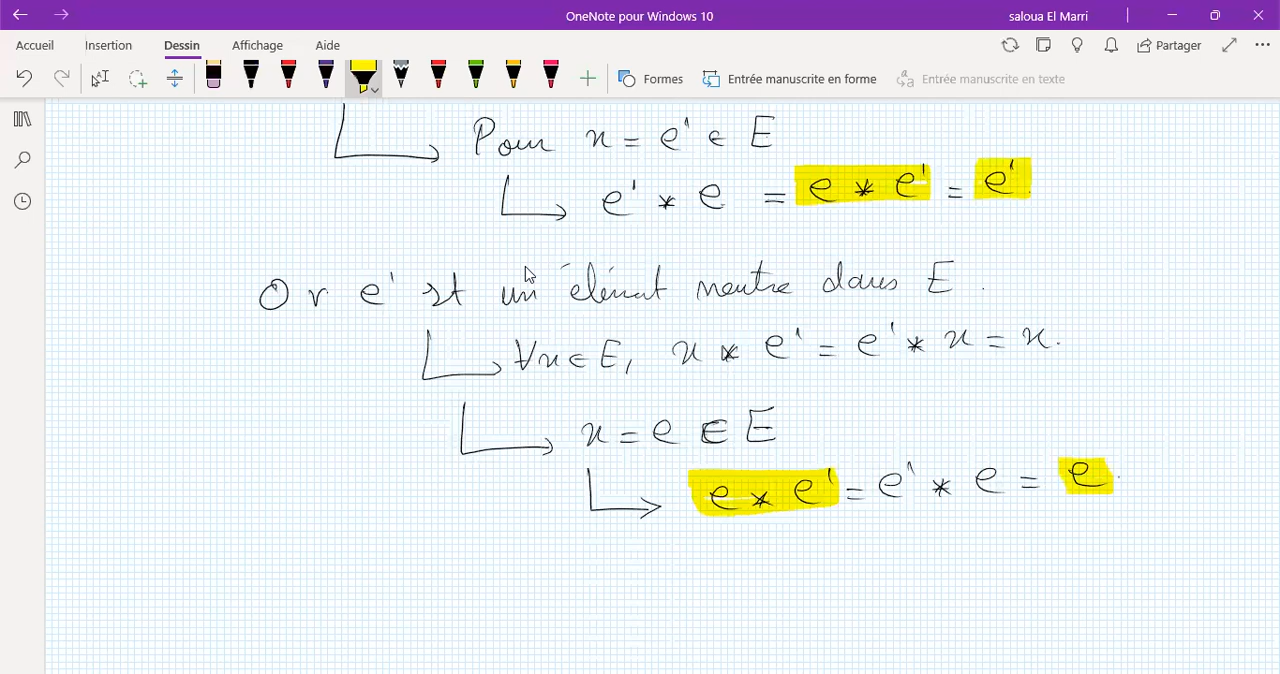 OneNote pour Windows 10 saloua El Marri
Accueil Insertion Dessin Affichage Aide Partager
Formes Entrée manuscrite en forme Entrée manuscrite en texte
Pour x = e' ∈ E
e' * e = e * e' = e'.
Or e' est un élément neutre dans E.
∀x ∈ E, x * e' = e' * x = x.
x = e ∈ E
e * e' = e' * e = e.